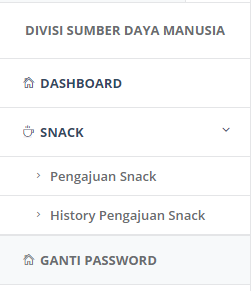 DIVISI SUMBER DAYA MANUSIA
DASHBOARD
SNACK
Pengajuan Snack
History Pengajuan Snack
GANTI PASSWORD